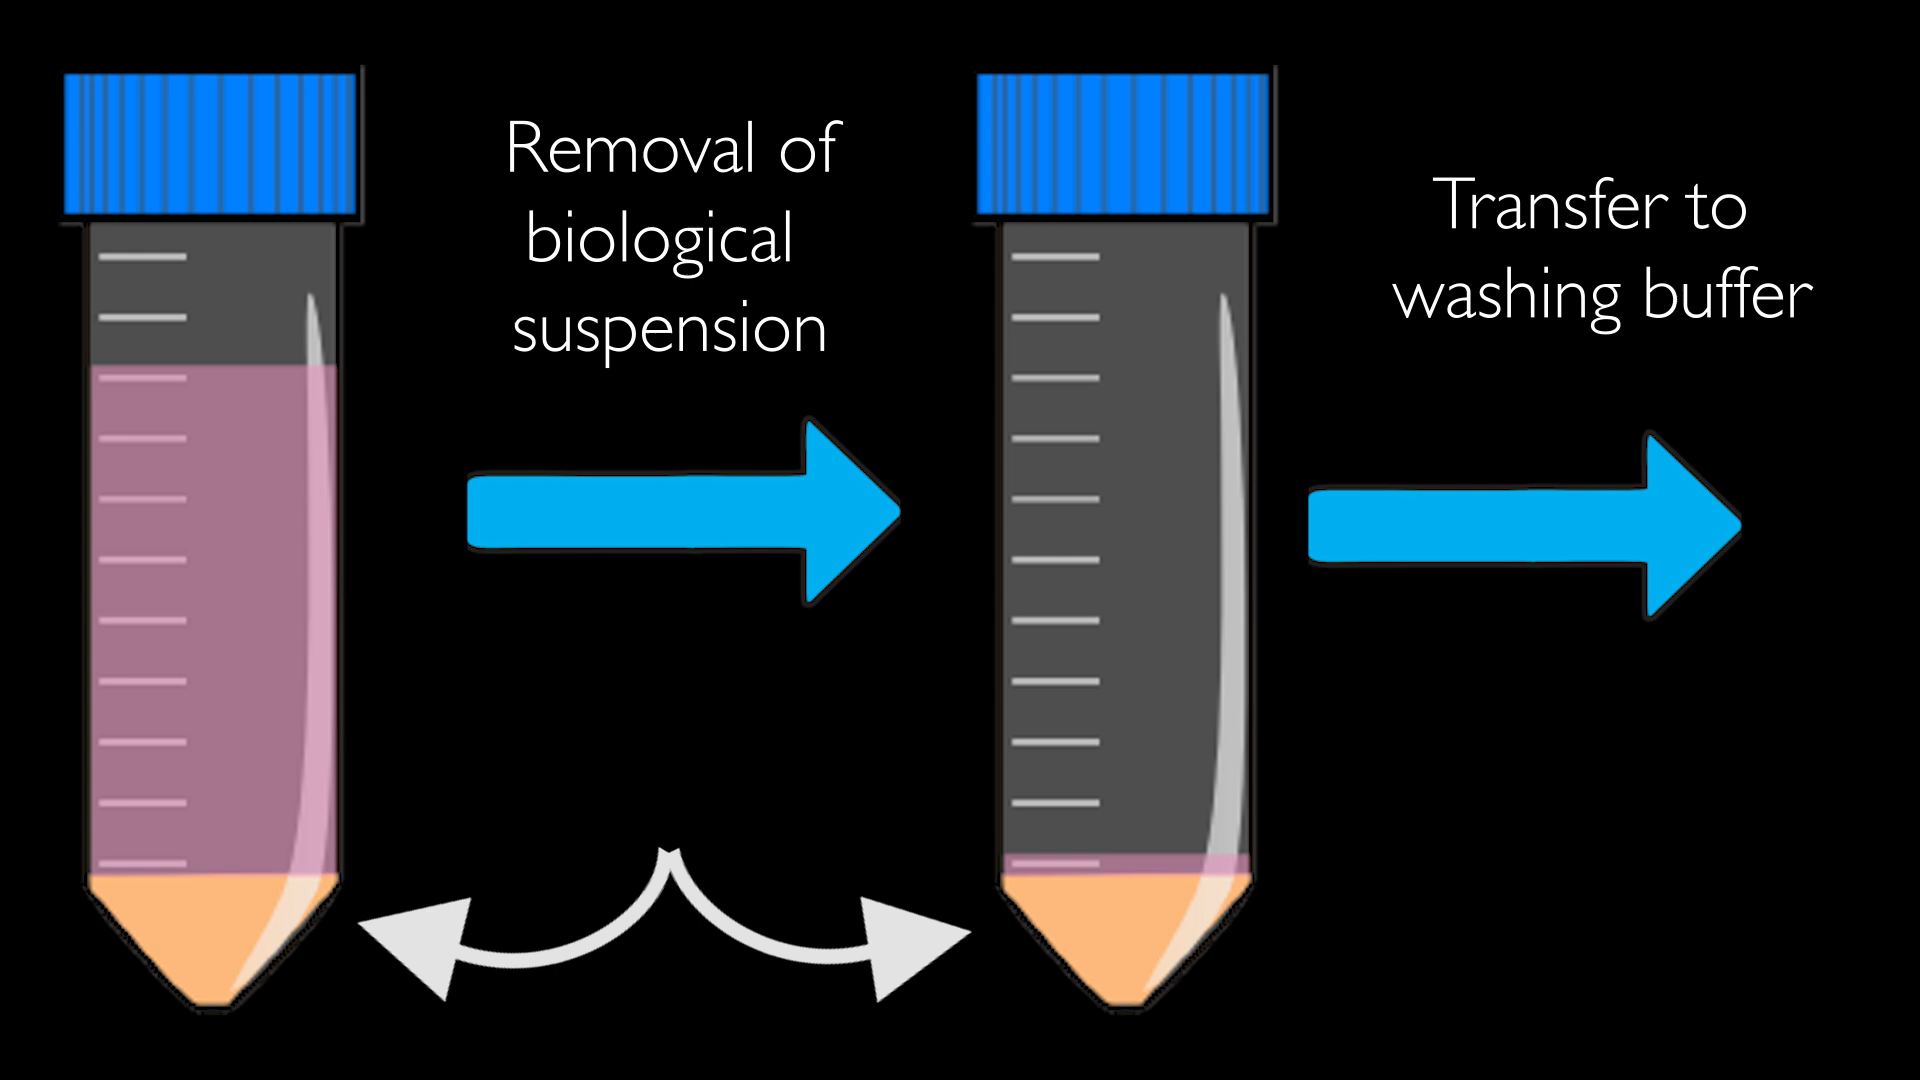 Removal of
biological
suspension
Transfer to
washing buffer